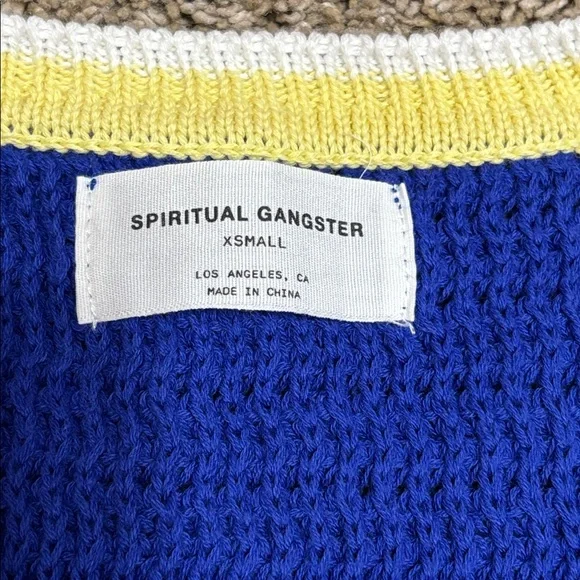 SPIRITUAL GANGSTER
XSMALL
LOS ANGELES, CA
MADE IN CHINA